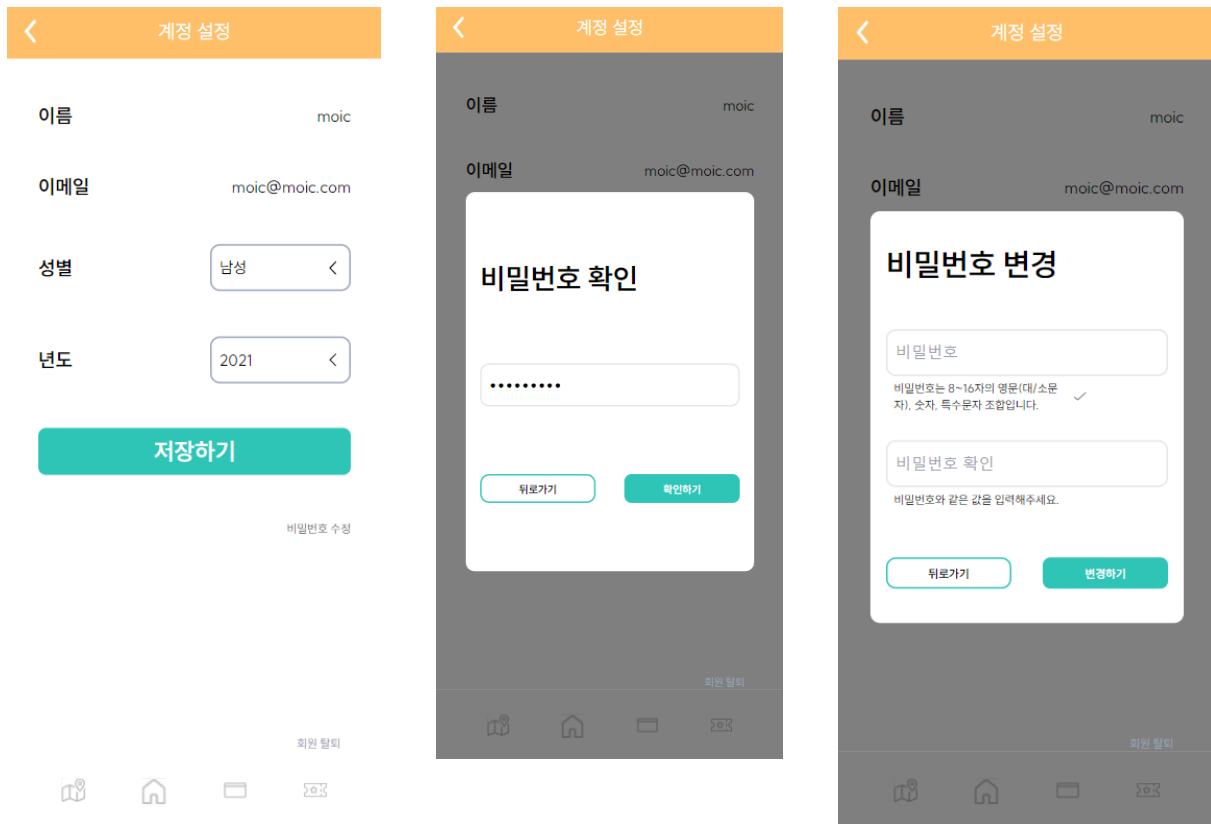 계정 설정
이름
moic
이메일
moic@moic.com
성별
남성
년도
2021
저장하기
비밀번호 수정
회원 탈퇴
계정 설정
이름
moic
이메일
moic@moic.com
비밀번호 확인
•••••••••
뒤로가기
확인하기
회원 탈퇴
계정 설정
이름
moic
이메일
moic@moic.com
비밀번호 변경
비밀번호
비밀번호는 8~16자의 영문(대/소문
자), 숫자, 특수문자 조합입니다.
비밀번호 확인
비밀번호와 같은 값을 입력해주세요.
뒤로가기
변경하기
회원 탈퇴